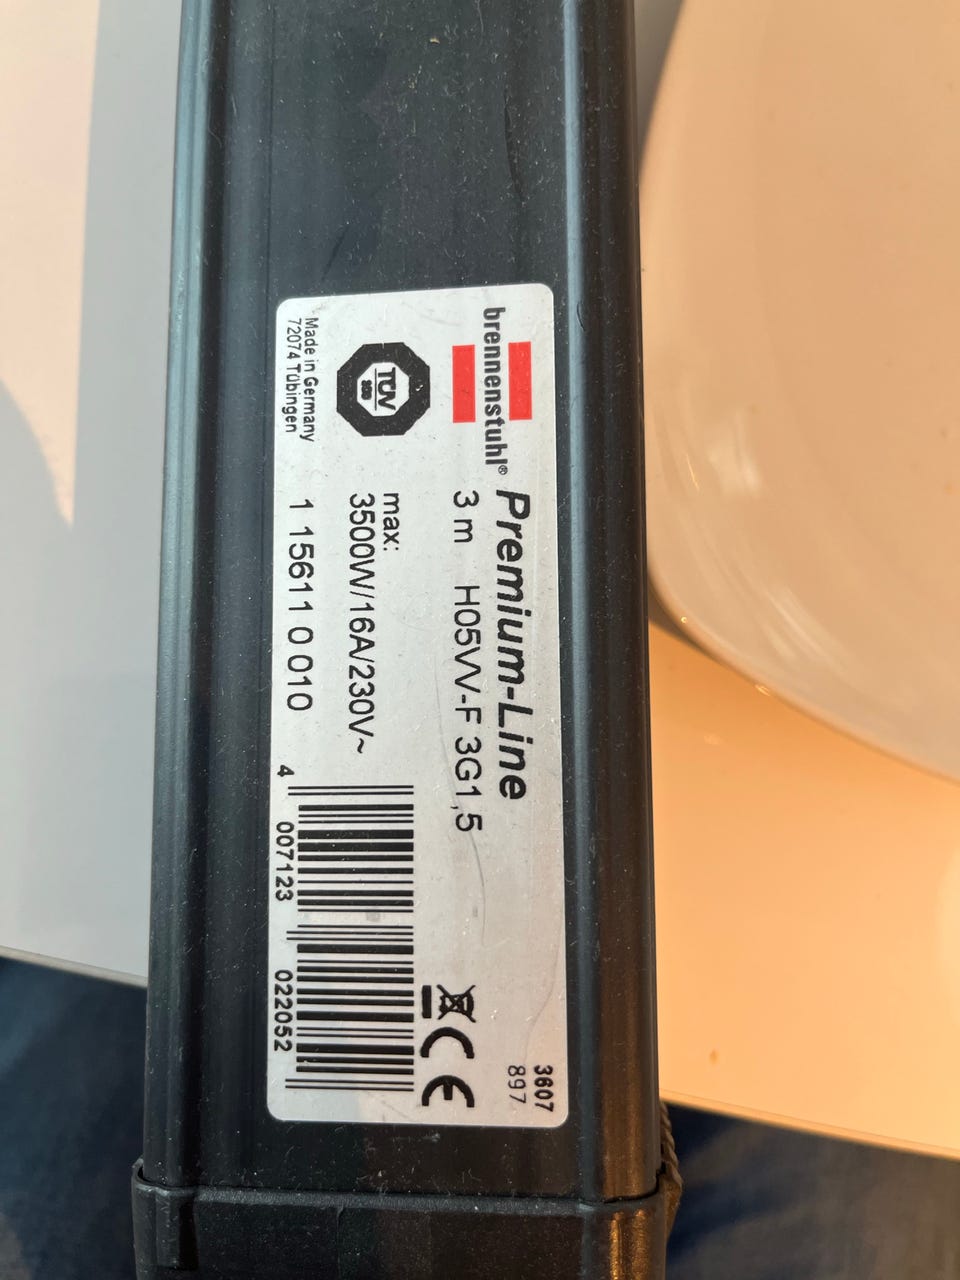 brennenstuhl®
Premium-Line
3 m H05VV-F 3G1,5
3607
897
TÜV
max:
3500W/16A/230V~
CE
Made in Germany
72074 Tübingen
1 15611 0 010
4 007123 022052